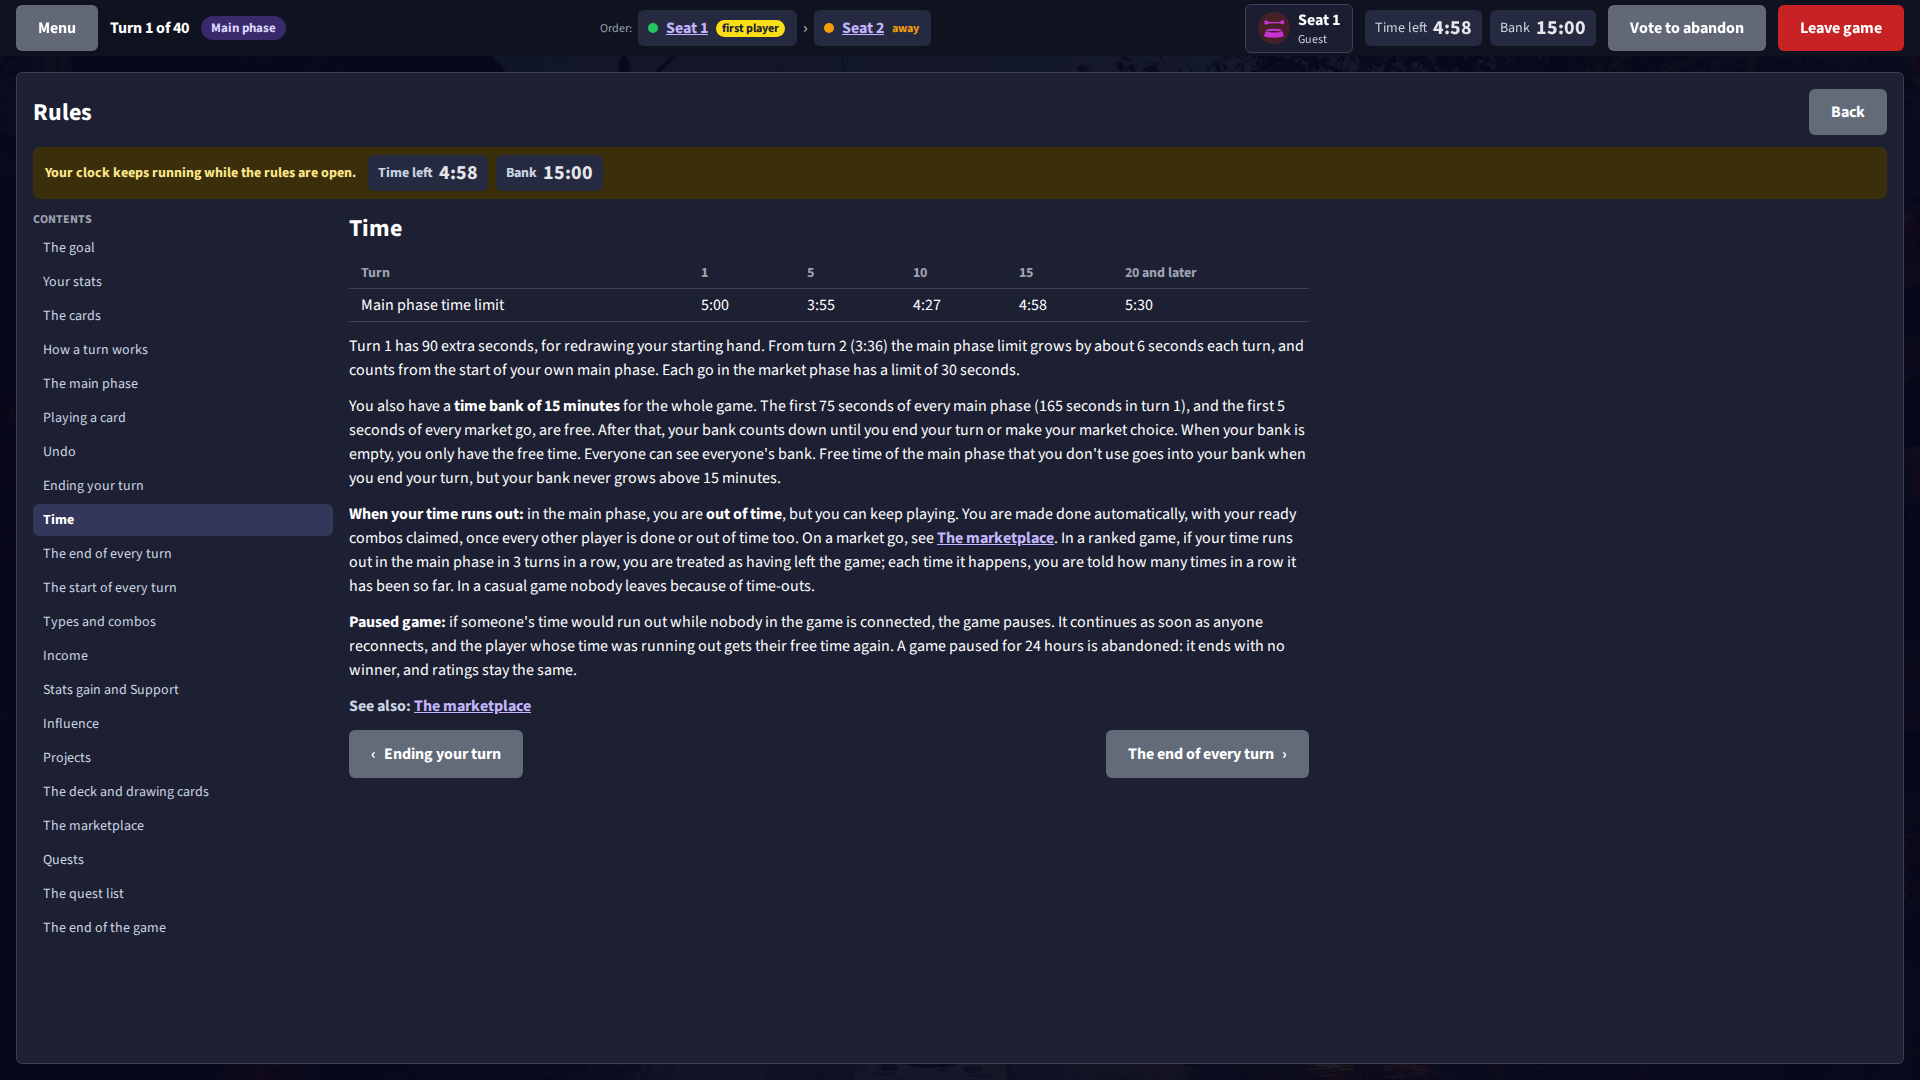 Menu
Turn 1 of 40
Main phase
Order:
Seat 1
first player
›
Seat 2
away
Seat 1
Guest
Time left 4:58
Bank 15:00
Vote to abandon
Leave game
Rules
Back
Your clock keeps running while the rules are open.
Time left 4:58
Bank 15:00
CONTENTS
The goal
Your stats
The cards
How a turn works
The main phase
Playing a card
Undo
Ending your turn
Time
The end of every turn
The start of every turn
Types and combos
Income
Stats gain and Support
Influence
Projects
The deck and drawing cards
The marketplace
Quests
The quest list
The end of the game
Time
Turn 1 5 10 15 20 and later
Main phase time limit 5:00 3:55 4:27 4:58 5:30
Turn 1 has 90 extra seconds, for redrawing your starting hand. From turn 2 (3:36) the main phase limit grows by about 6 seconds each turn, and
counts from the start of your own main phase. Each go in the market phase has a limit of 30 seconds.
You also have a time bank of 15 minutes for the whole game. The first 75 seconds of every main phase (165 seconds in turn 1), and the first 5
seconds of every market go, are free. After that, your bank counts down until you end your turn or make your market choice. When your bank is
empty, you only have the free time. Everyone can see everyone's bank. Free time of the main phase that you don't use goes into your bank when
you end your turn, but your bank never grows above 15 minutes.
When your time runs out: in the main phase, you are out of time, but you can keep playing. You are made done automatically, with your ready
combos claimed, once every other player is done or out of time too. On a market go, see The marketplace. In a ranked game, if your time runs
out in the main phase in 3 turns in a row, you are treated as having left the game; each time it happens, you are told how many times in a row it
has been so far. In a casual game nobody leaves because of time-outs.
Paused game: if someone's time would run out while nobody in the game is connected, the game pauses. It continues as soon as anyone
reconnects, and the player whose time was running out gets their free time again. A game paused for 24 hours is abandoned: it ends with no
winner, and ratings stay the same.
See also: The marketplace
‹ Ending your turn
The end of every turn ›